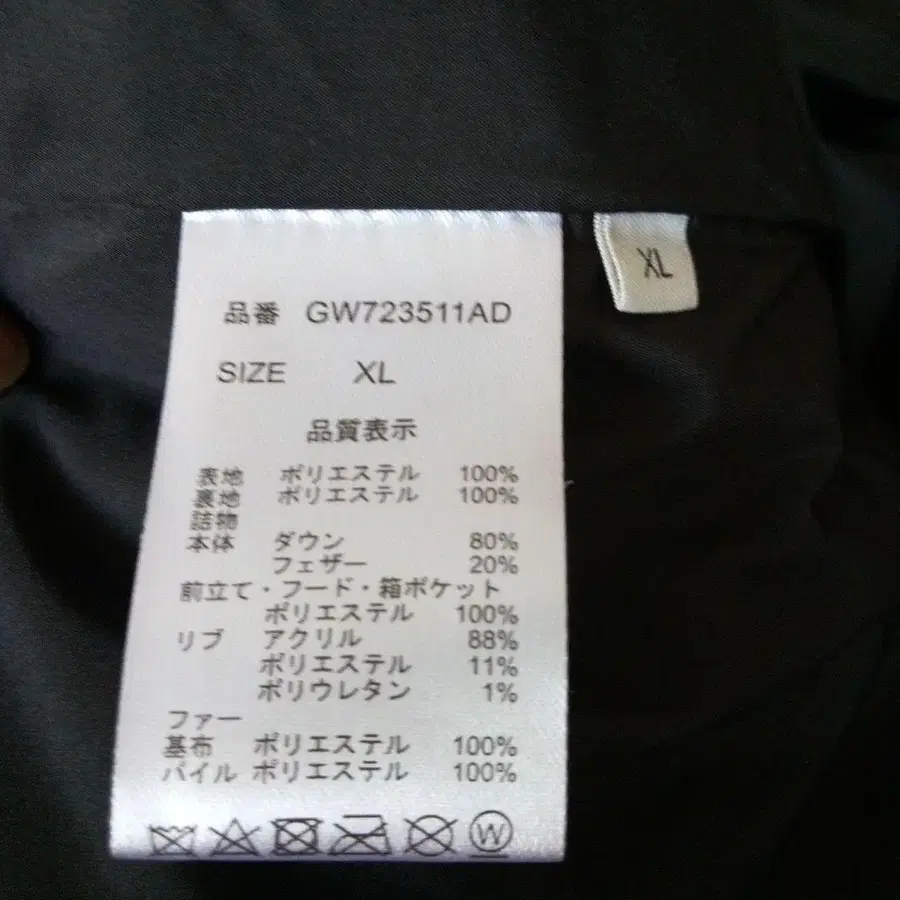 品番 GW723511AD
XL
SIZE XL
品質表示
表地 ポリエステル 100%
裏地 ポリエステル 100%
詰物
本体 ダウン 80%
フェザー 20%
前立て・フード・箱ポケット
ポリエステル 100%
リブ アクリル 88%
ポリエステル 11%
ポリウレタン 1%
ファー
基布 ポリエステル 100%
パイル ポリエステル 100%
W